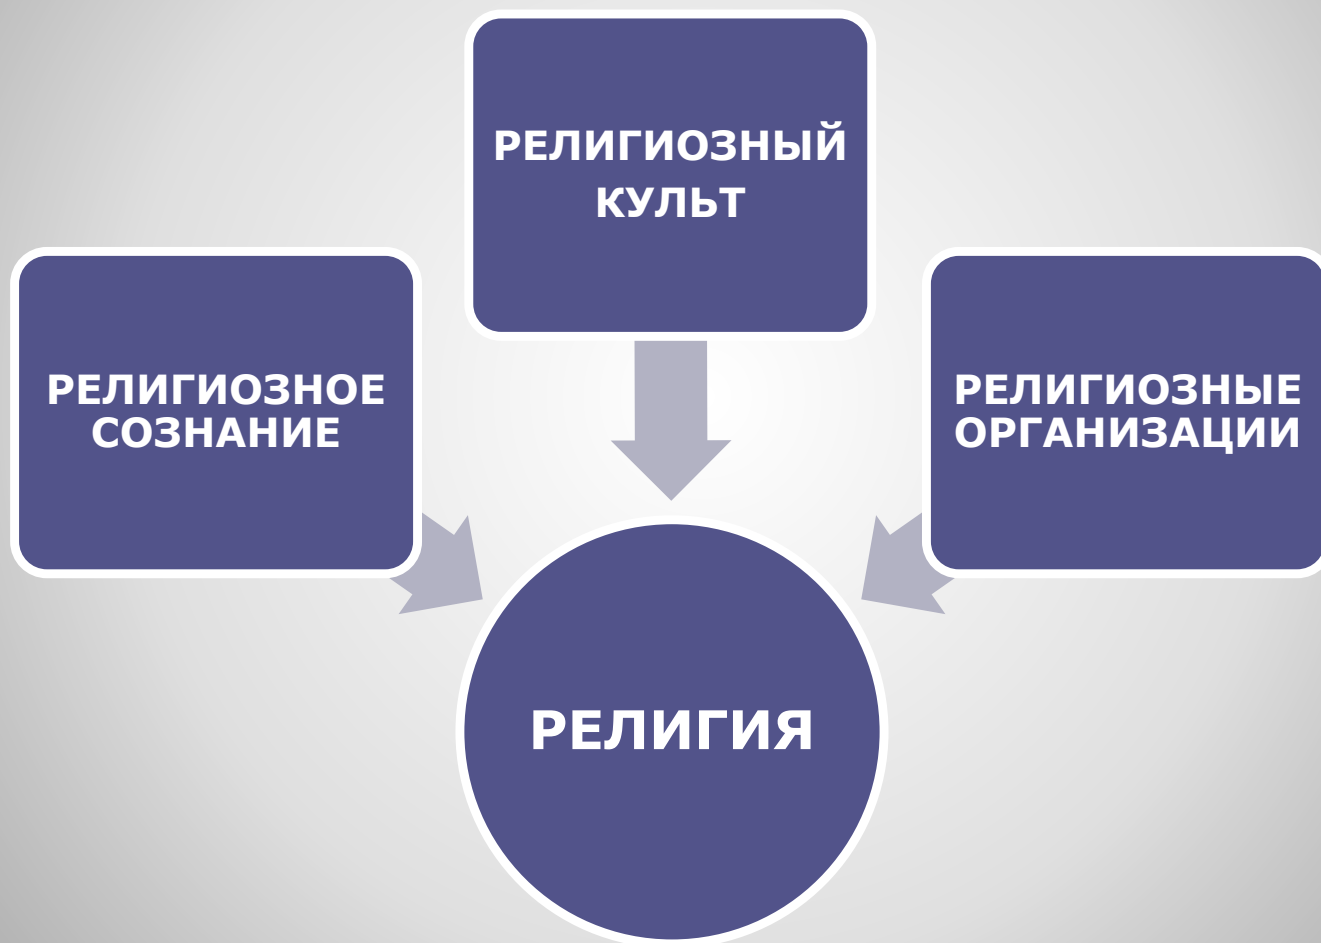 РЕЛИГИОЗНЫЙ
КУЛЬТ
РЕЛИГИОЗНОЕ
СОЗНАНИЕ
РЕЛИГИОЗНЫЕ
ОРГАНИЗАЦИИ
РЕЛИГИЯ